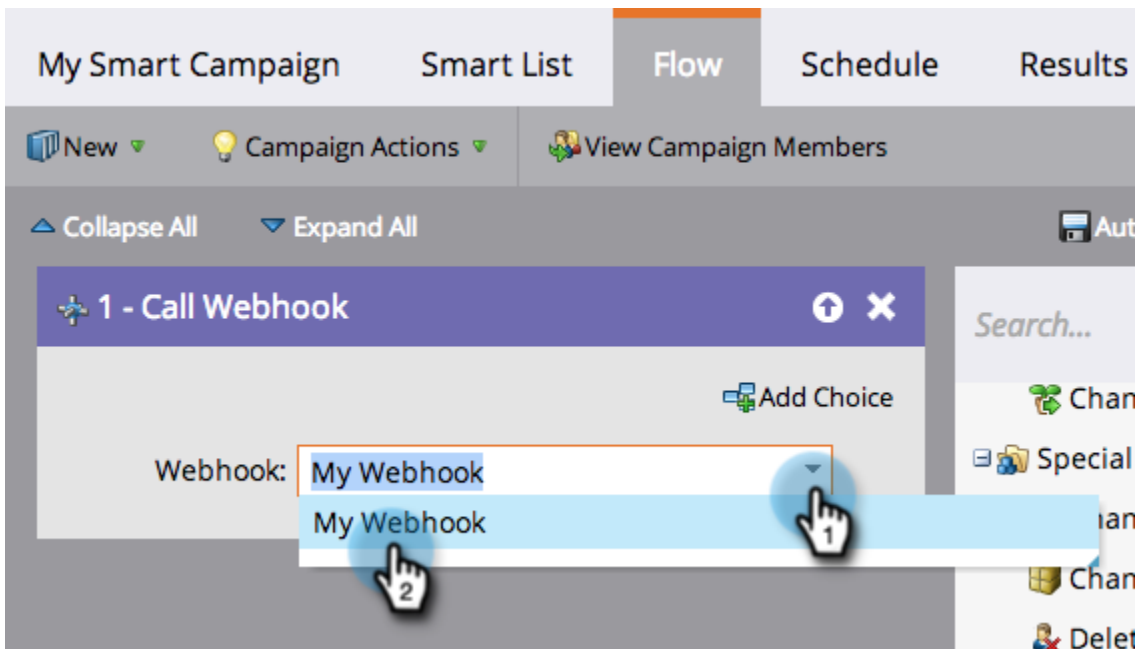 My Smart Campaign Smart List Flow Schedule Results
New Campaign Actions View Campaign Members
Collapse All Expand All
1 - Call Webhook
Search...
Add Choice
Webhook: My Webhook
Special
My Webhook
1
2